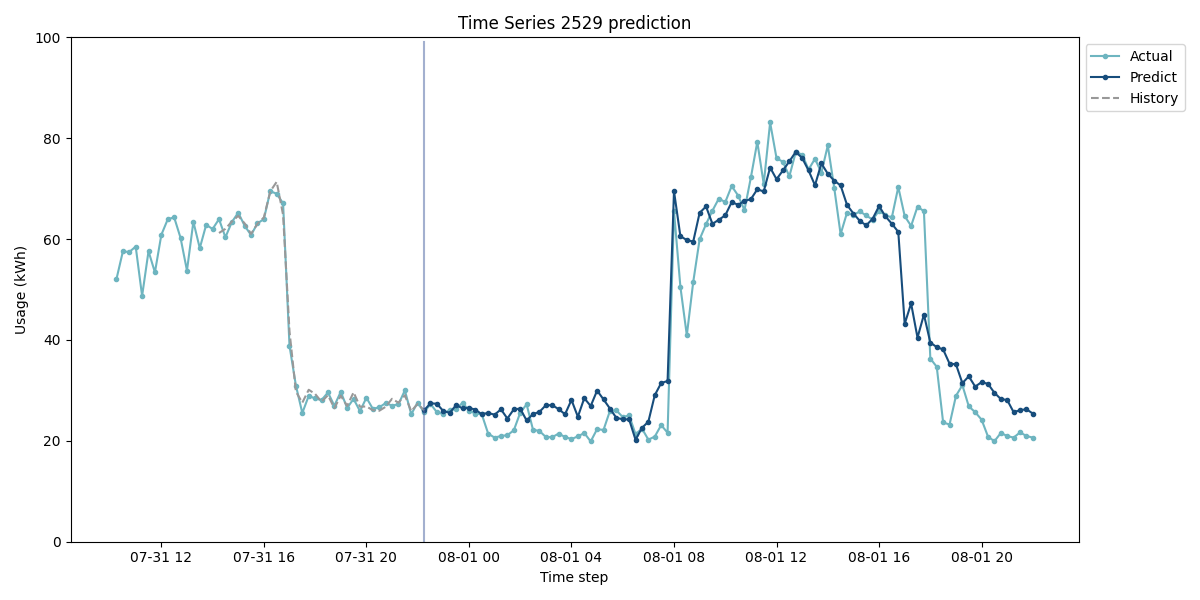 Time Series 2529 prediction
100
80
60
40
20
0
Usage (kWh)
07-31 12
07-31 16
07-31 20
08-01 00
08-01 04
08-01 08
08-01 12
08-01 16
08-01 20
Time step
Actual
Predict
History